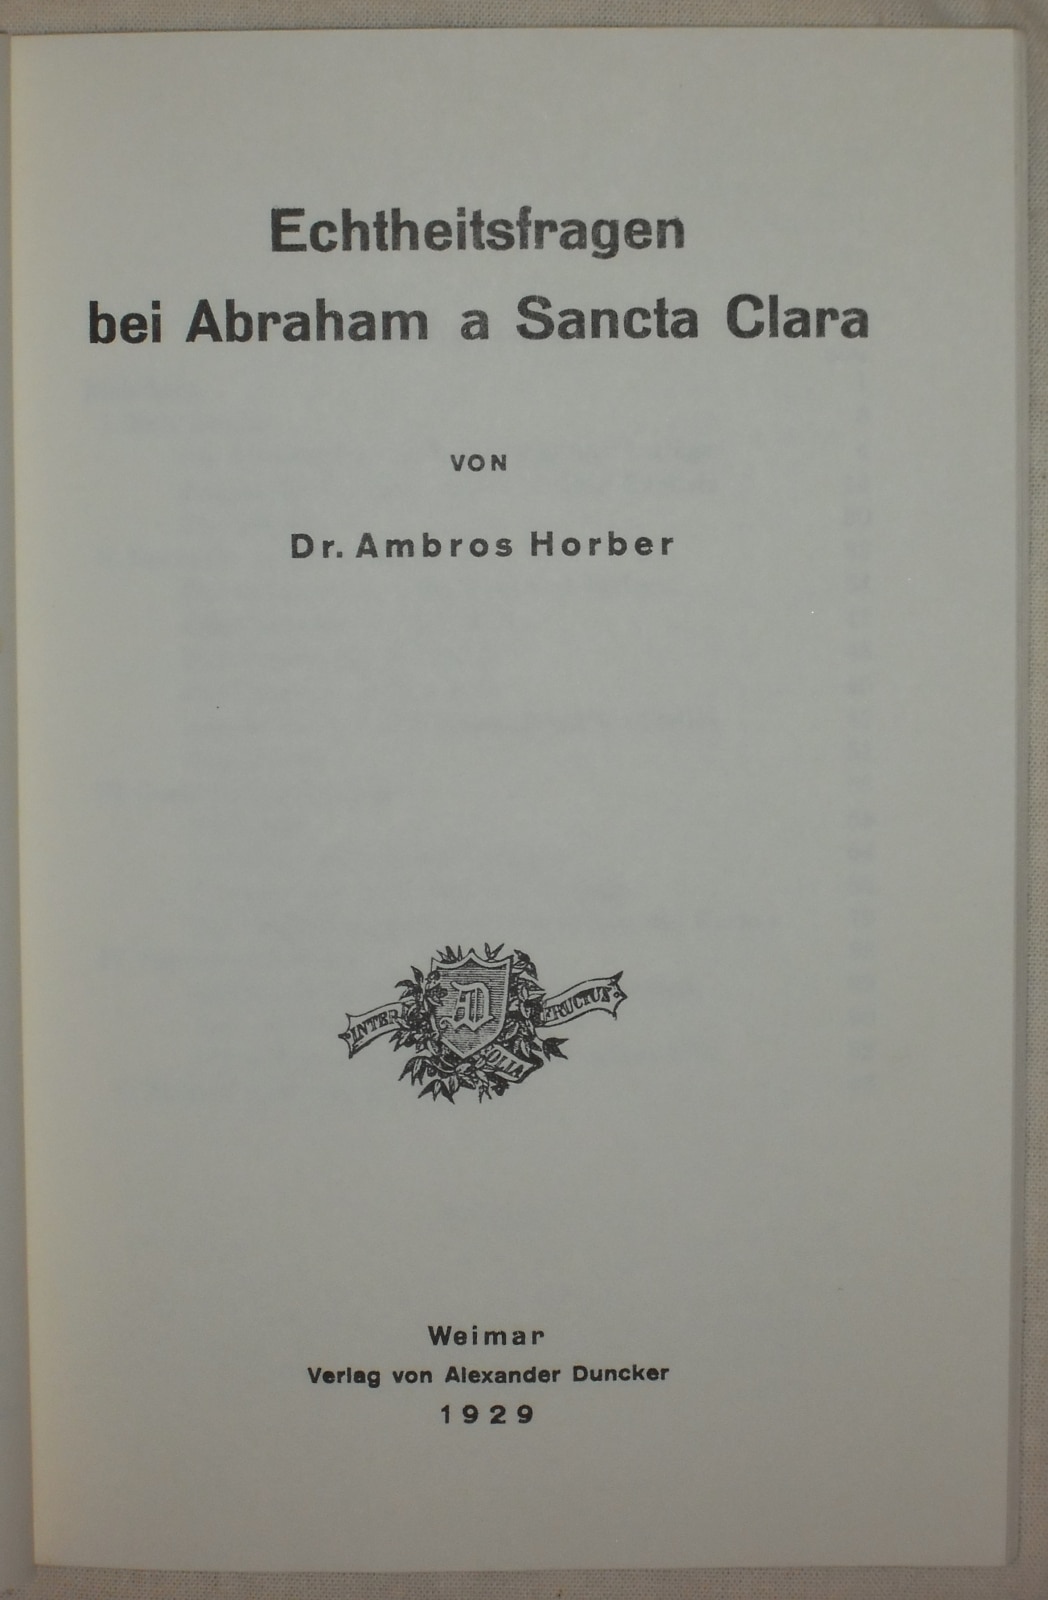 Echtheitsfragen
bei Abraham a Sancta Clara
VON
Dr. Ambros Horber
D
INTER
FOLIA
FRUCTUS
Weimar
Verlag von Alexander Duncker
1929